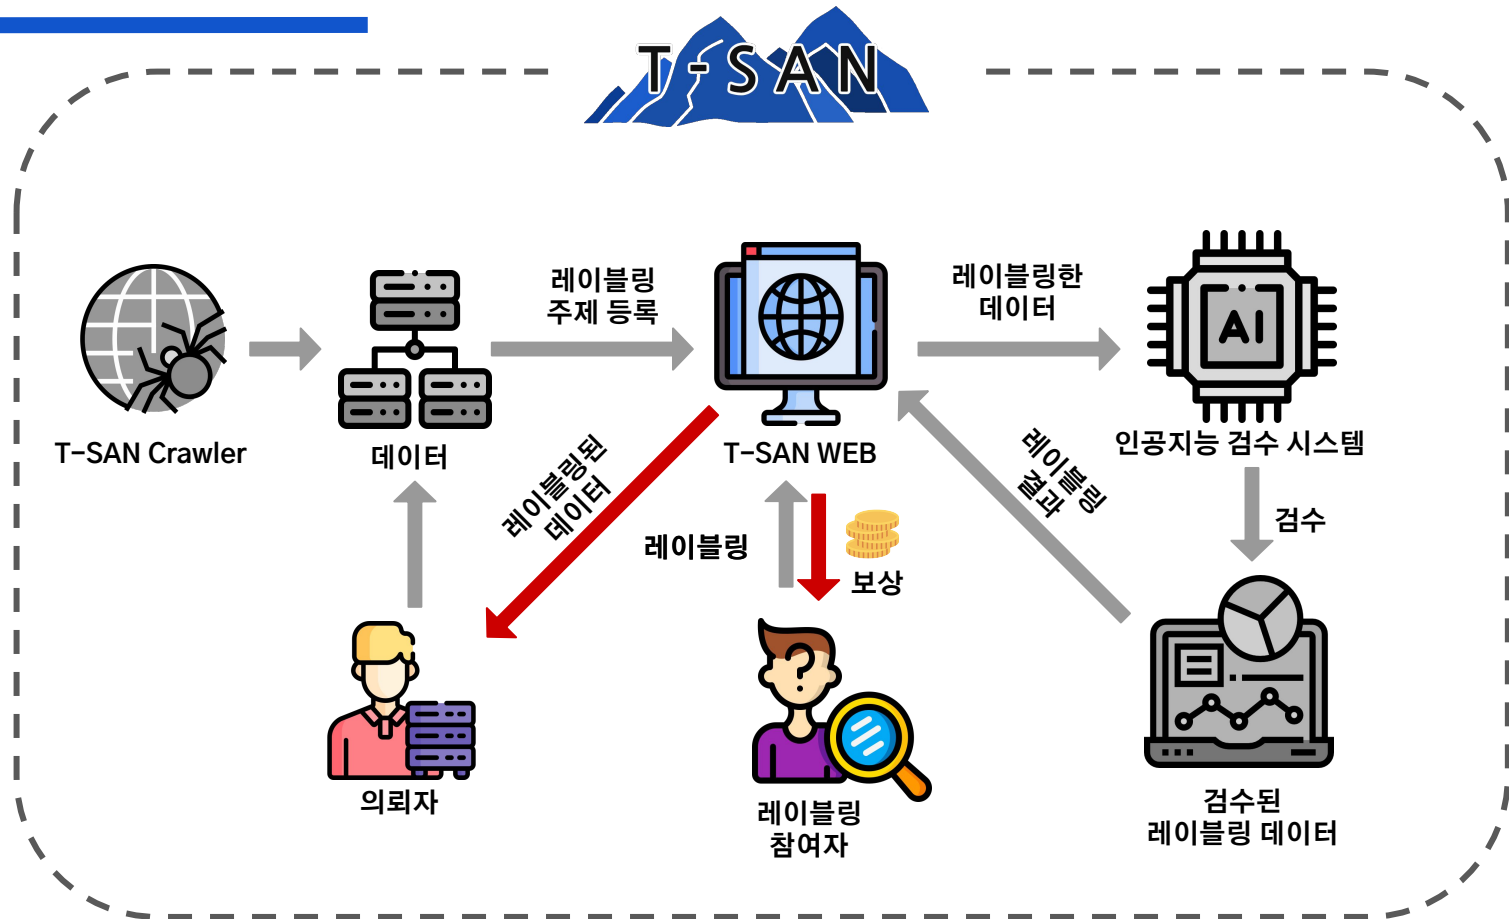 T-SAN
레이블링
주제 등록
레이블링한
데이터
AI
T-SAN Crawler
데이터
T-SAN WEB
인공지능 검수 시스템
레이블링된
데이터
레이블링
결과
레이블링
보상
검수
?
의뢰자
레이블링
참여자
검수된
레이블링 데이터